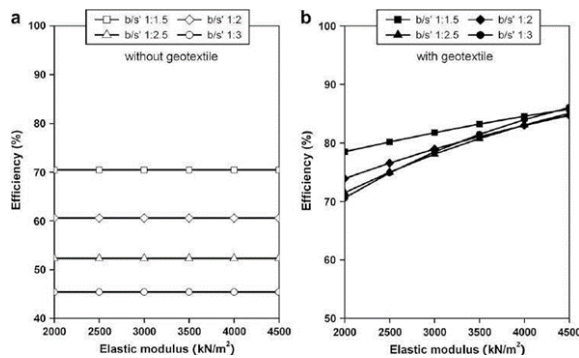 a
b/s' 1:1.5 b/s' 1:2
b/s' 1:2.5 b/s' 1:3
without geotextile
Efficiency (%)
100
90
80
70
60
50
40
2000 2500 3000 3500 4000 4500
Elastic modulus (kN/m²)
b
b/s' 1:1.5 b/s' 1:2
b/s' 1:2.5 b/s' 1:3
with geotextile
Efficiency (%)
100
90
80
70
60
50
2000 2500 3000 3500 4000 4500
Elastic modulus (kN/m²)